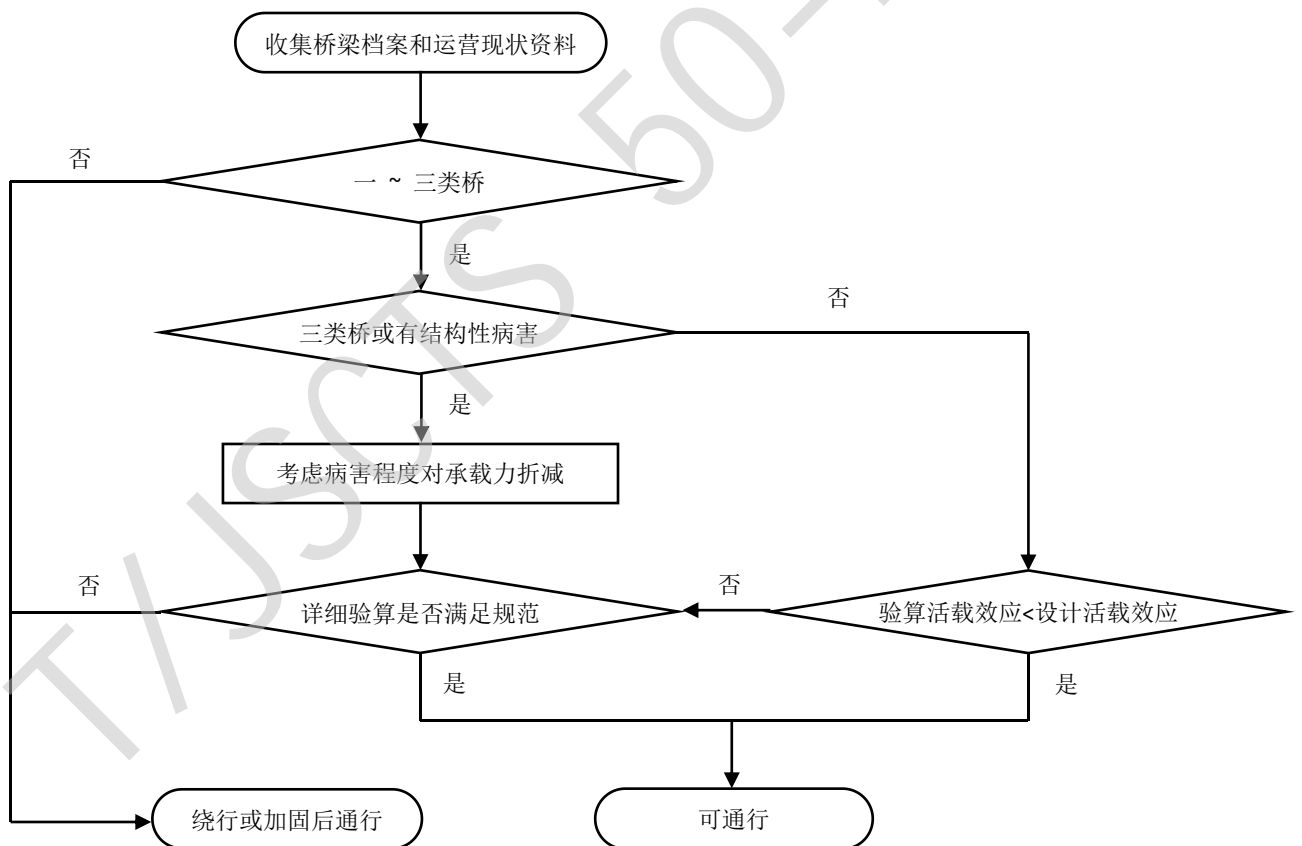 收集桥梁档案和运营现状资料
否
一 ~ 三类桥
是
否
三类桥或有结构性病害
是
考虑病害程度对承载力折减
否
详细验算是否满足规范
否
验算活载效应<设计活载效应
是
是
绕行或加固后通行
可通行
T/JSCTS 50-